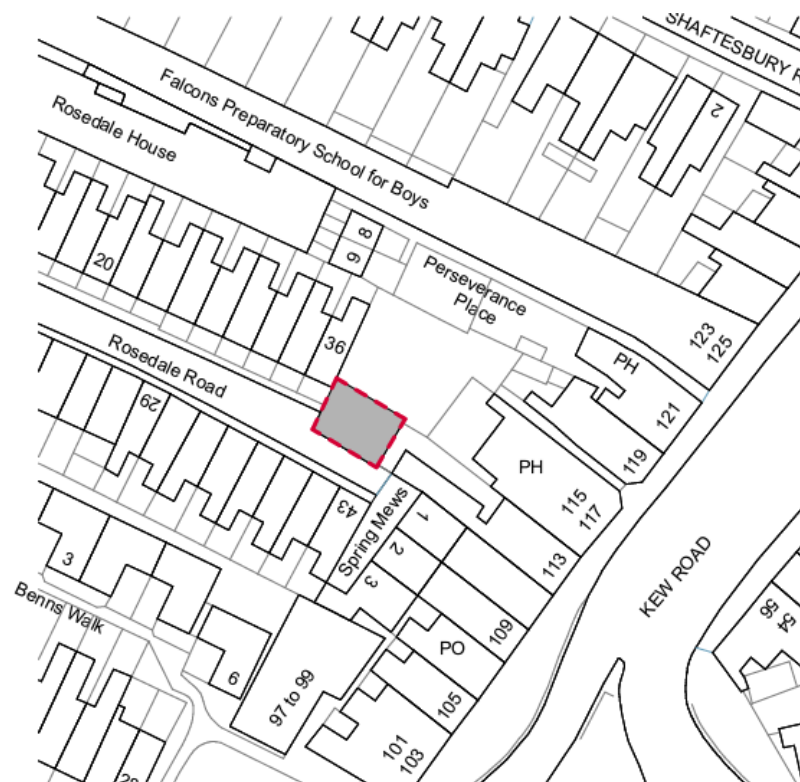 SHAFTESBURY R
2
Falcons Preparatory School for Boys
Rosedale House
8
6
20
Perseverance
Place
36
123
125
PH
Rosedale Road
29
121
119
PH
115
117
43
Spring Mews
1
2
3
113
KEW ROAD
3
Benns Walk
109
56
54
PO
6
97 to 99
105
101
103